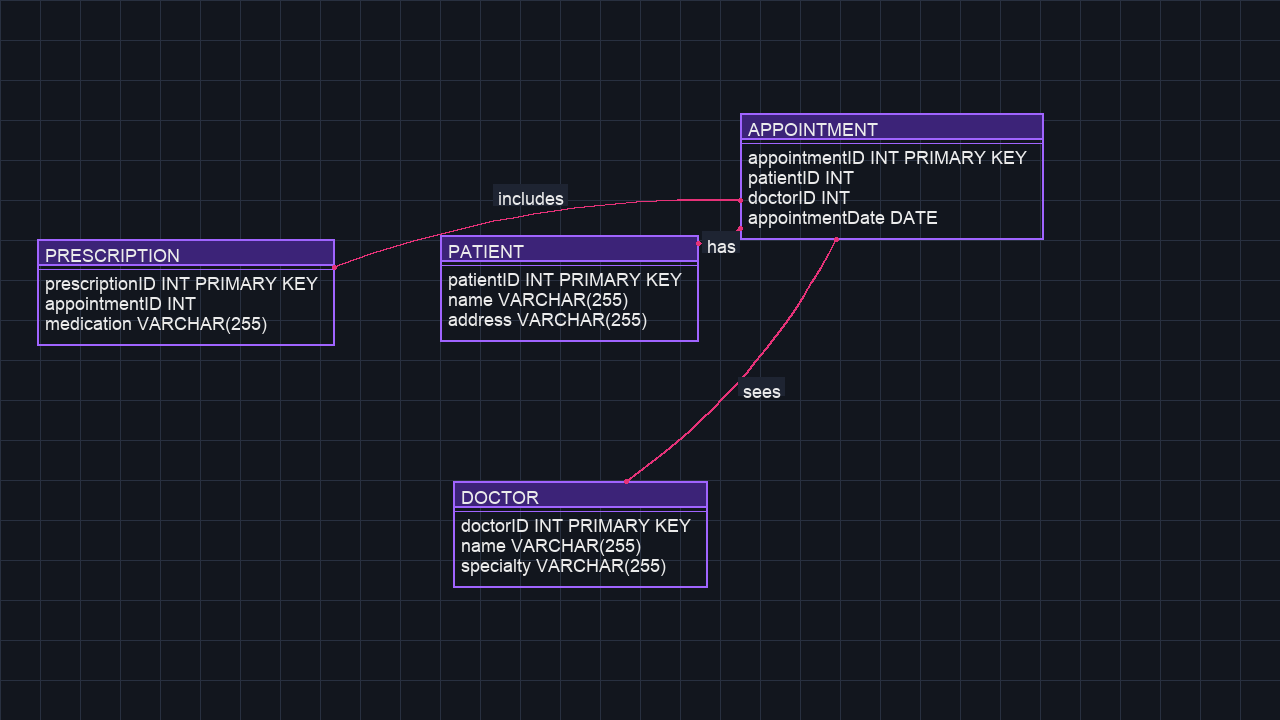 APPOINTMENT
appointmentID INT PRIMARY KEY
patientID INT
doctorID INT
appointmentDate DATE
includes
has
PRESCRIPTION
prescriptionID INT PRIMARY KEY
appointmentID INT
medication VARCHAR(255)
PATIENT
patientID INT PRIMARY KEY
name VARCHAR(255)
address VARCHAR(255)
sees
DOCTOR
doctorID INT PRIMARY KEY
name VARCHAR(255)
specialty VARCHAR(255)